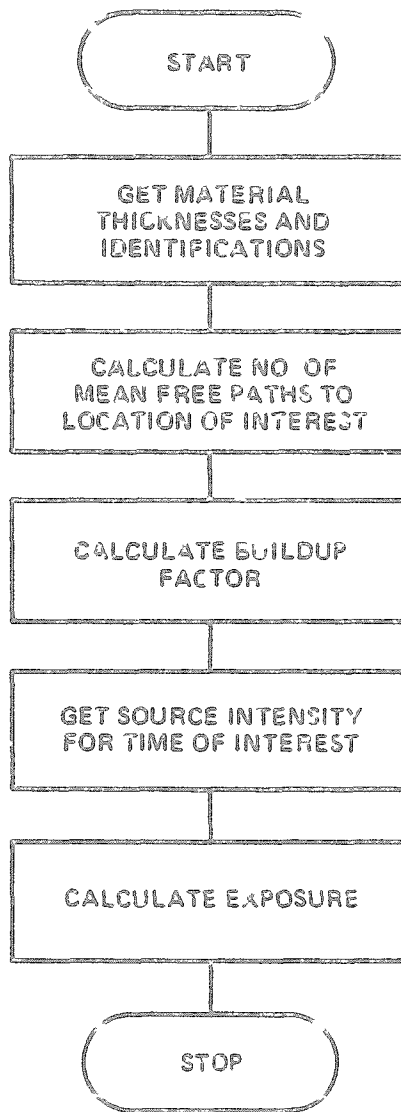 START
GET MATERIAL
THICKNESSES AND
IDENTIFICATIONS
CALCULATE NO. OF
MEAN FREE PATHS TO
LOCATION OF INTEREST
CALCULATE BUILDUP
FACTOR
GET SOURCE INTENSITY
FOR TIME OF INTEREST
CALCULATE EXPOSURE
STOP